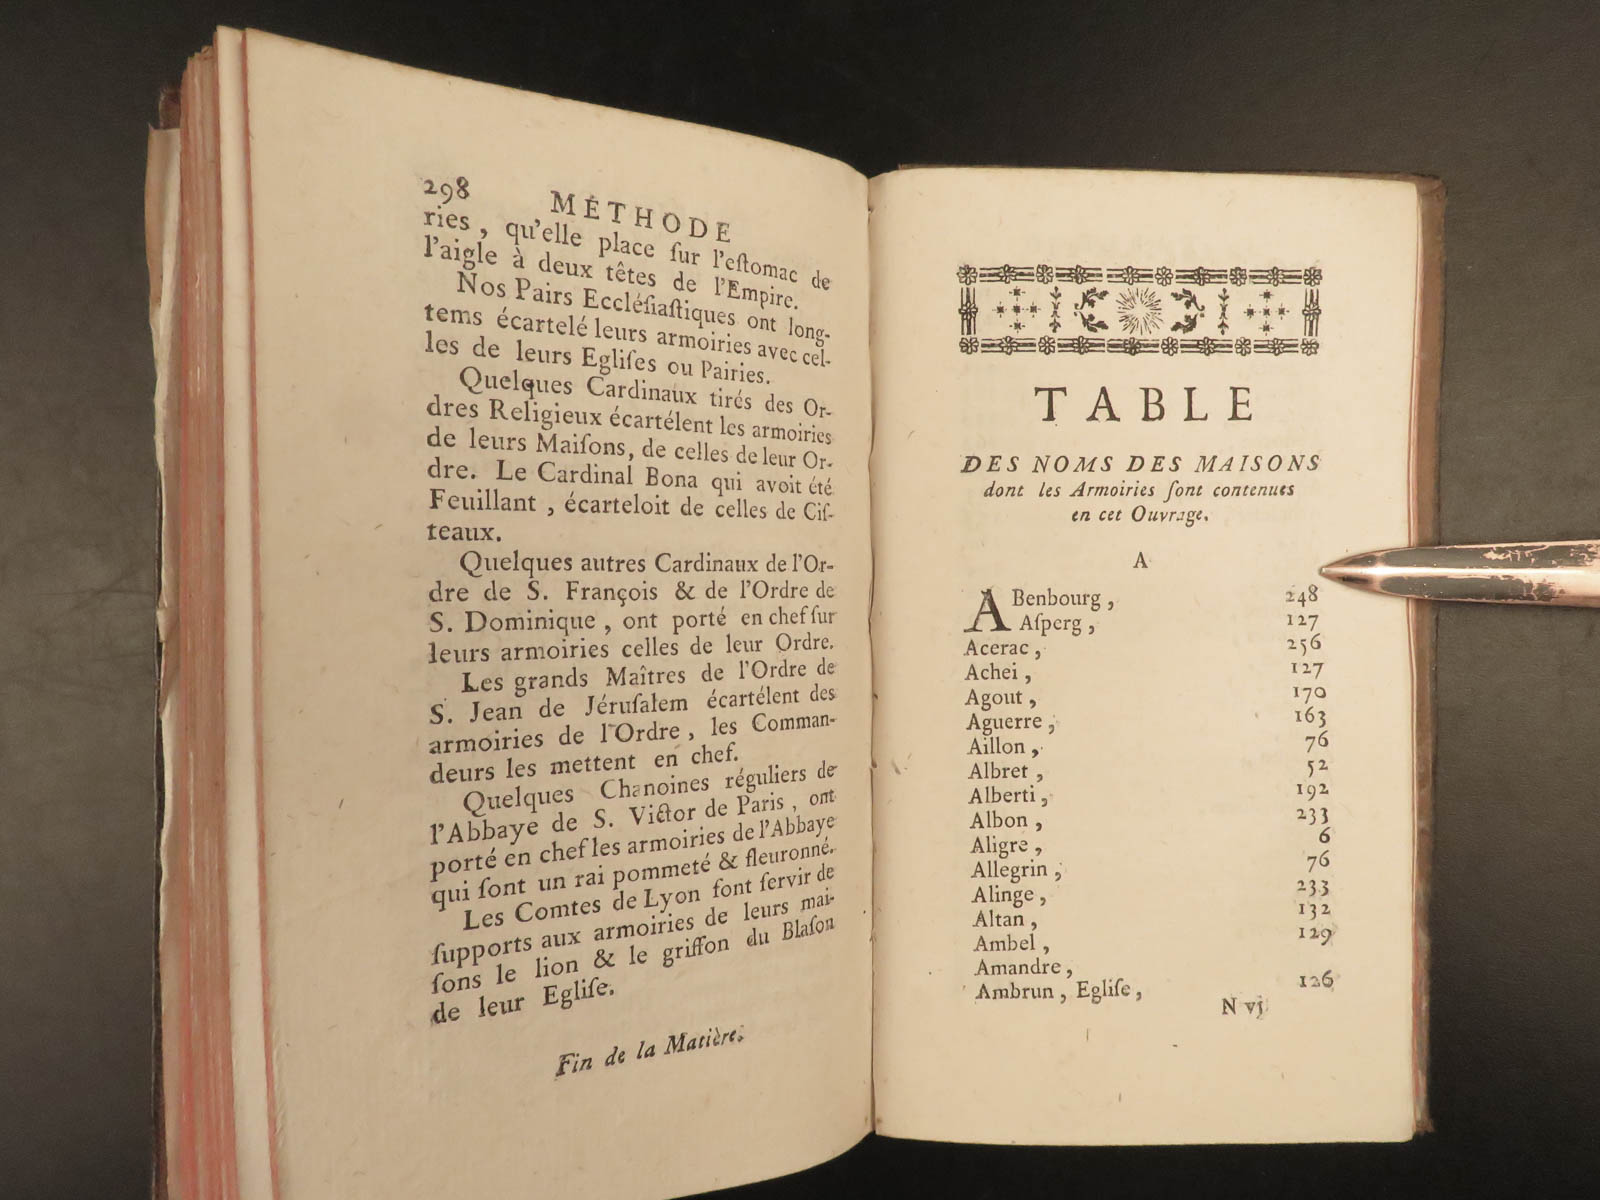 298 MÉTHODE
ries, qu'elle place ſur l'eſtomac de
l'aigle à deux têtes de l'Empire.
Nos Pairs Eccléſiaſtiques ont long-
tems écartelé leurs armoiries avec cel-
les de leurs Egliſes ou Pairies.
Quelques Cardinaux tirés des Or-
dres Religieux écartélent les armoiries
de leurs Maiſons, de celles de leur Or-
dre. Le Cardinal Bona qui avoit été
Feuillant, écarteloit de celles de Ciſ-
teaux.
Quelques autres Cardinaux de l'Or-
dre de S. François & de l'Ordre de
S. Dominique, ont porté en chef ſur
leurs armoiries celles de leur Ordre.
Les grands Maîtres de l'Ordre de
S. Jean de Jéruſalem écartélent des
armoiries de l'Ordre, les Comman-
deurs les mettent en chef.
Quelques Chanoines réguliers de
l'Abbaye de S. Victor de Paris, ont
porté en chef les armoiries de l'Abbaye
qui ſont un rai pommeté & fleuronné.
Les Comtes de Lyon font ſervir de
ſupports aux armoiries de leurs mai-
ſons le lion & le griffon du Blaſon
de leur Egliſe.
Fin de la Matière.
TABLE
DES NOMS DES MAISONS
dont les Armoiries ſont contenues
en cet Ouvrage.
A
ABenbourg, 248
Aſperg, 127
Acerac, 256
Achei, 127
Agout, 170
Aguerre, 163
Aillon, 76
Albret, 52
Alberti, 192
Albon, 233
Aligre, 6
Allegrin, 76
Alinge, 233
Altan, 132
Ambel, 129
Amandre,
Ambrun, Egliſe, 126
N vj